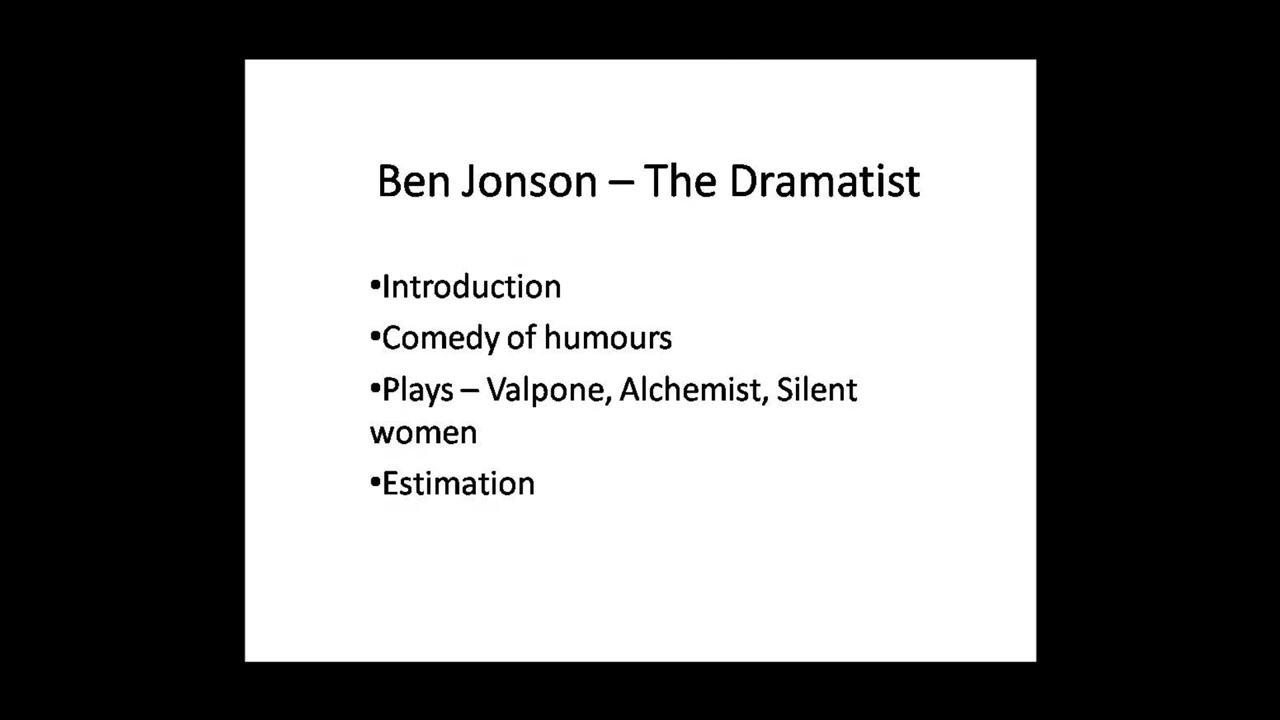 Ben Jonson – The Dramatist
•Introduction
•Comedy of humours
•Plays – Valpone, Alchemist, Silent
women
•Estimation